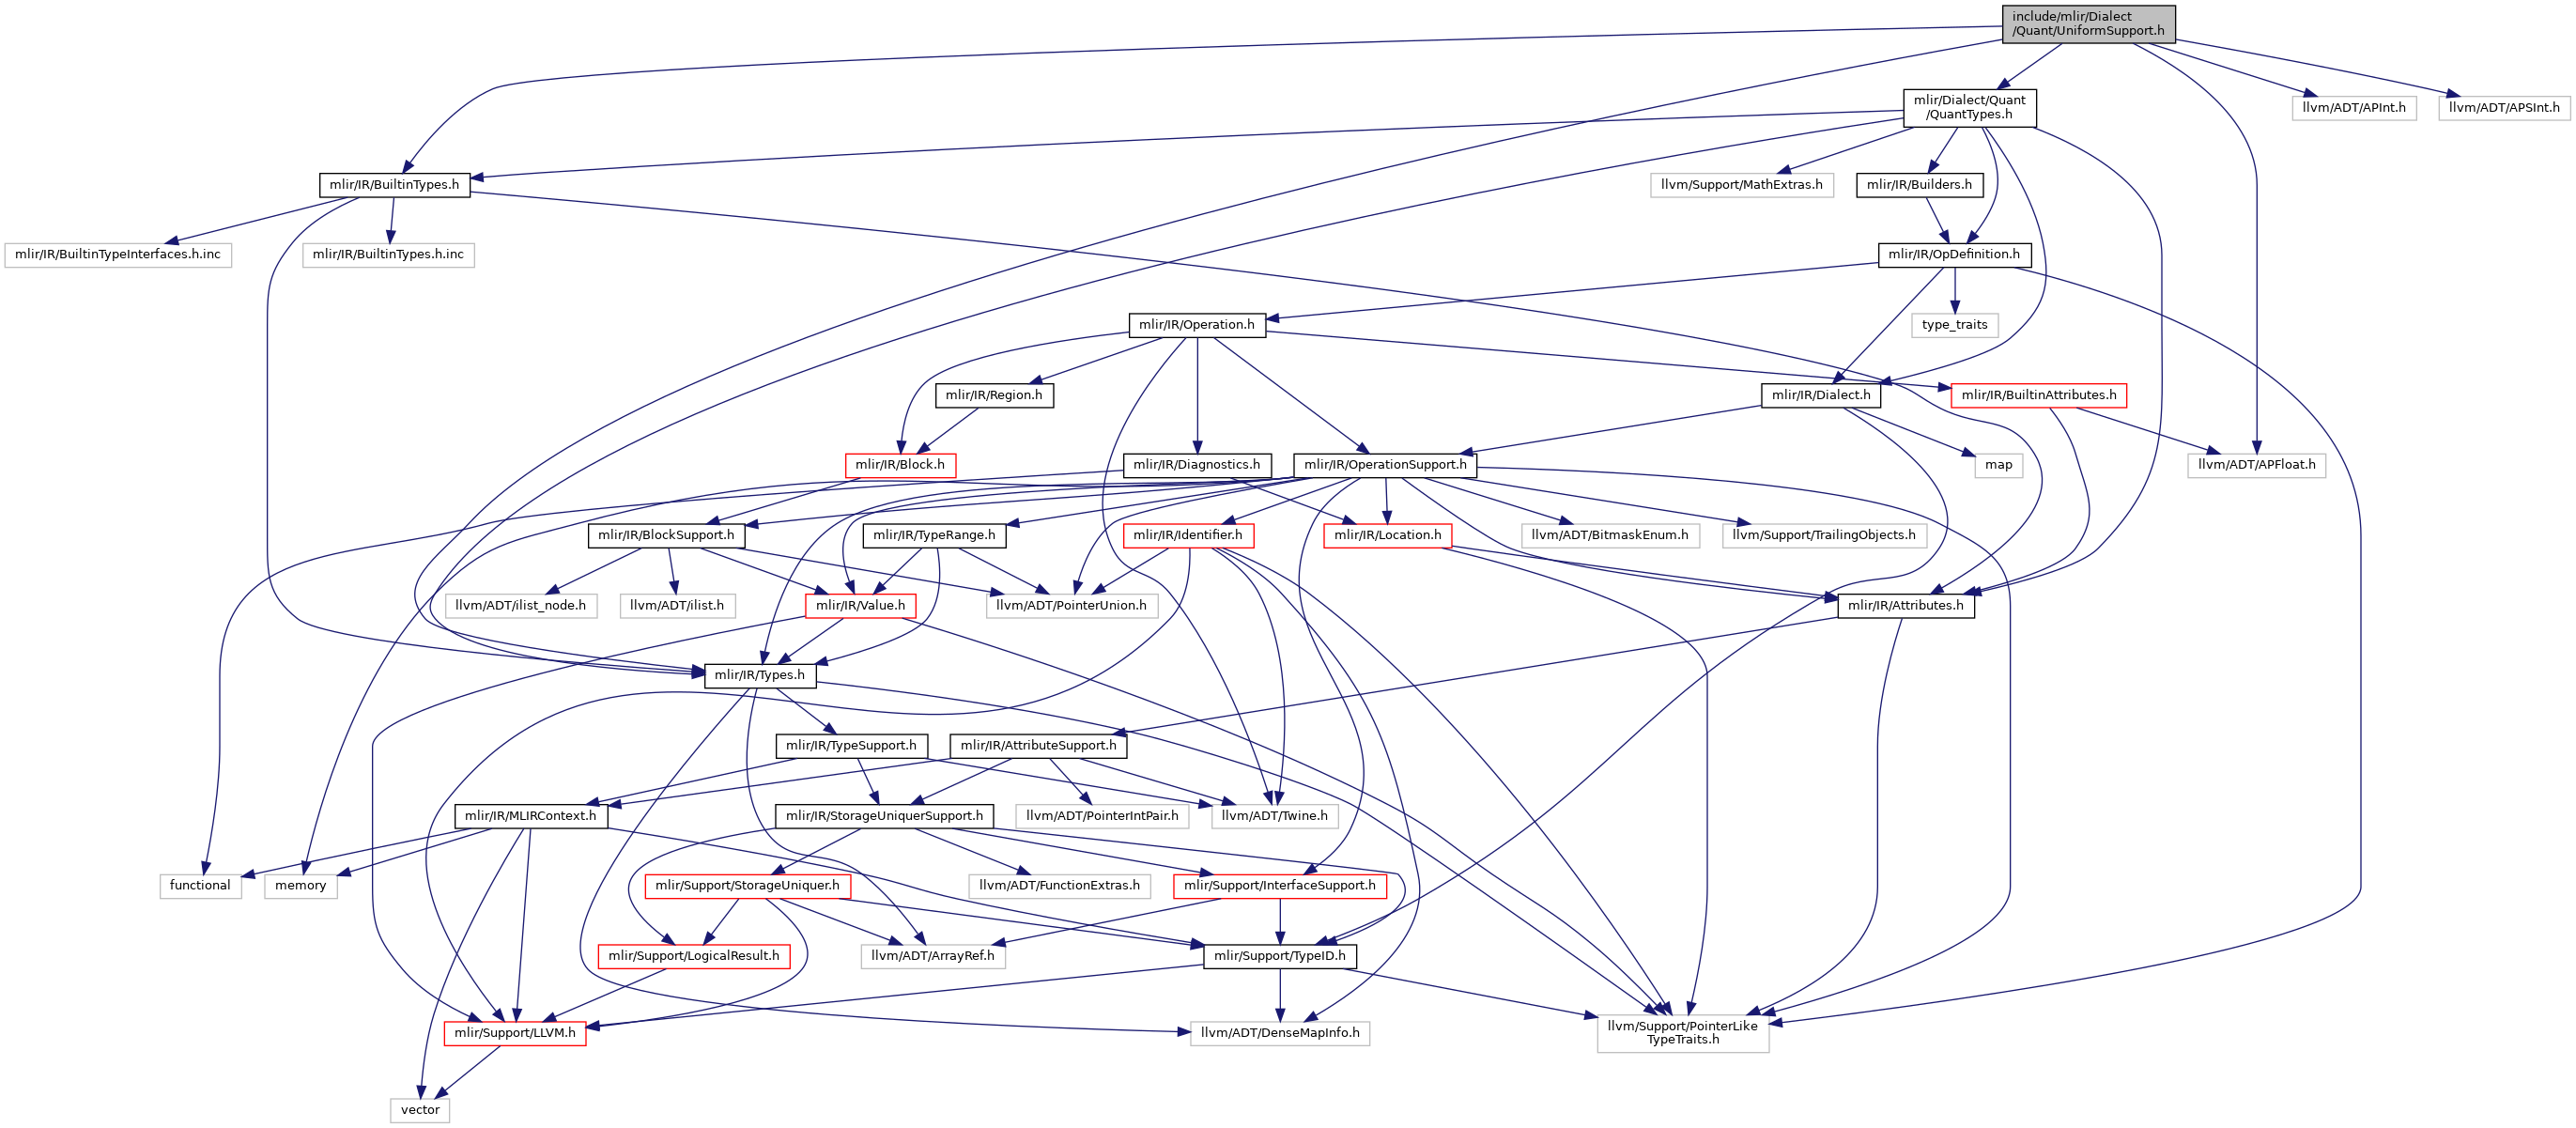 include/mlir/Dialect
/Quant/UniformSupport.h
mlir/Dialect/Quant
/QuantTypes.h
llvm/ADT/APInt.h
llvm/ADT/APSInt.h
mlir/IR/BuiltinTypes.h
llvm/Support/MathExtras.h
mlir/IR/Builders.h
mlir/IR/BuiltinTypeInterfaces.h.inc
mlir/IR/BuiltinTypes.h.inc
mlir/IR/OpDefinition.h
mlir/IR/Operation.h
type_traits
mlir/IR/Region.h
mlir/IR/Dialect.h
mlir/IR/BuiltinAttributes.h
mlir/IR/Block.h
mlir/IR/Diagnostics.h
mlir/IR/OperationSupport.h
map
llvm/ADT/APFloat.h
mlir/IR/BlockSupport.h
mlir/IR/TypeRange.h
mlir/IR/Identifier.h
mlir/IR/Location.h
llvm/ADT/BitmaskEnum.h
llvm/Support/TrailingObjects.h
llvm/ADT/ilist_node.h
llvm/ADT/ilist.h
mlir/IR/Value.h
llvm/ADT/PointerUnion.h
mlir/IR/Attributes.h
mlir/IR/Types.h
mlir/IR/TypeSupport.h
mlir/IR/AttributeSupport.h
mlir/IR/MLIRContext.h
mlir/IR/StorageUniquerSupport.h
llvm/ADT/PointerIntPair.h
llvm/ADT/Twine.h
functional
memory
mlir/Support/StorageUniquer.h
llvm/ADT/FunctionExtras.h
mlir/Support/InterfaceSupport.h
mlir/Support/LogicalResult.h
llvm/ADT/ArrayRef.h
mlir/Support/TypeID.h
mlir/Support/LLVM.h
llvm/ADT/DenseMapInfo.h
llvm/Support/PointerLike
TypeTraits.h
vector